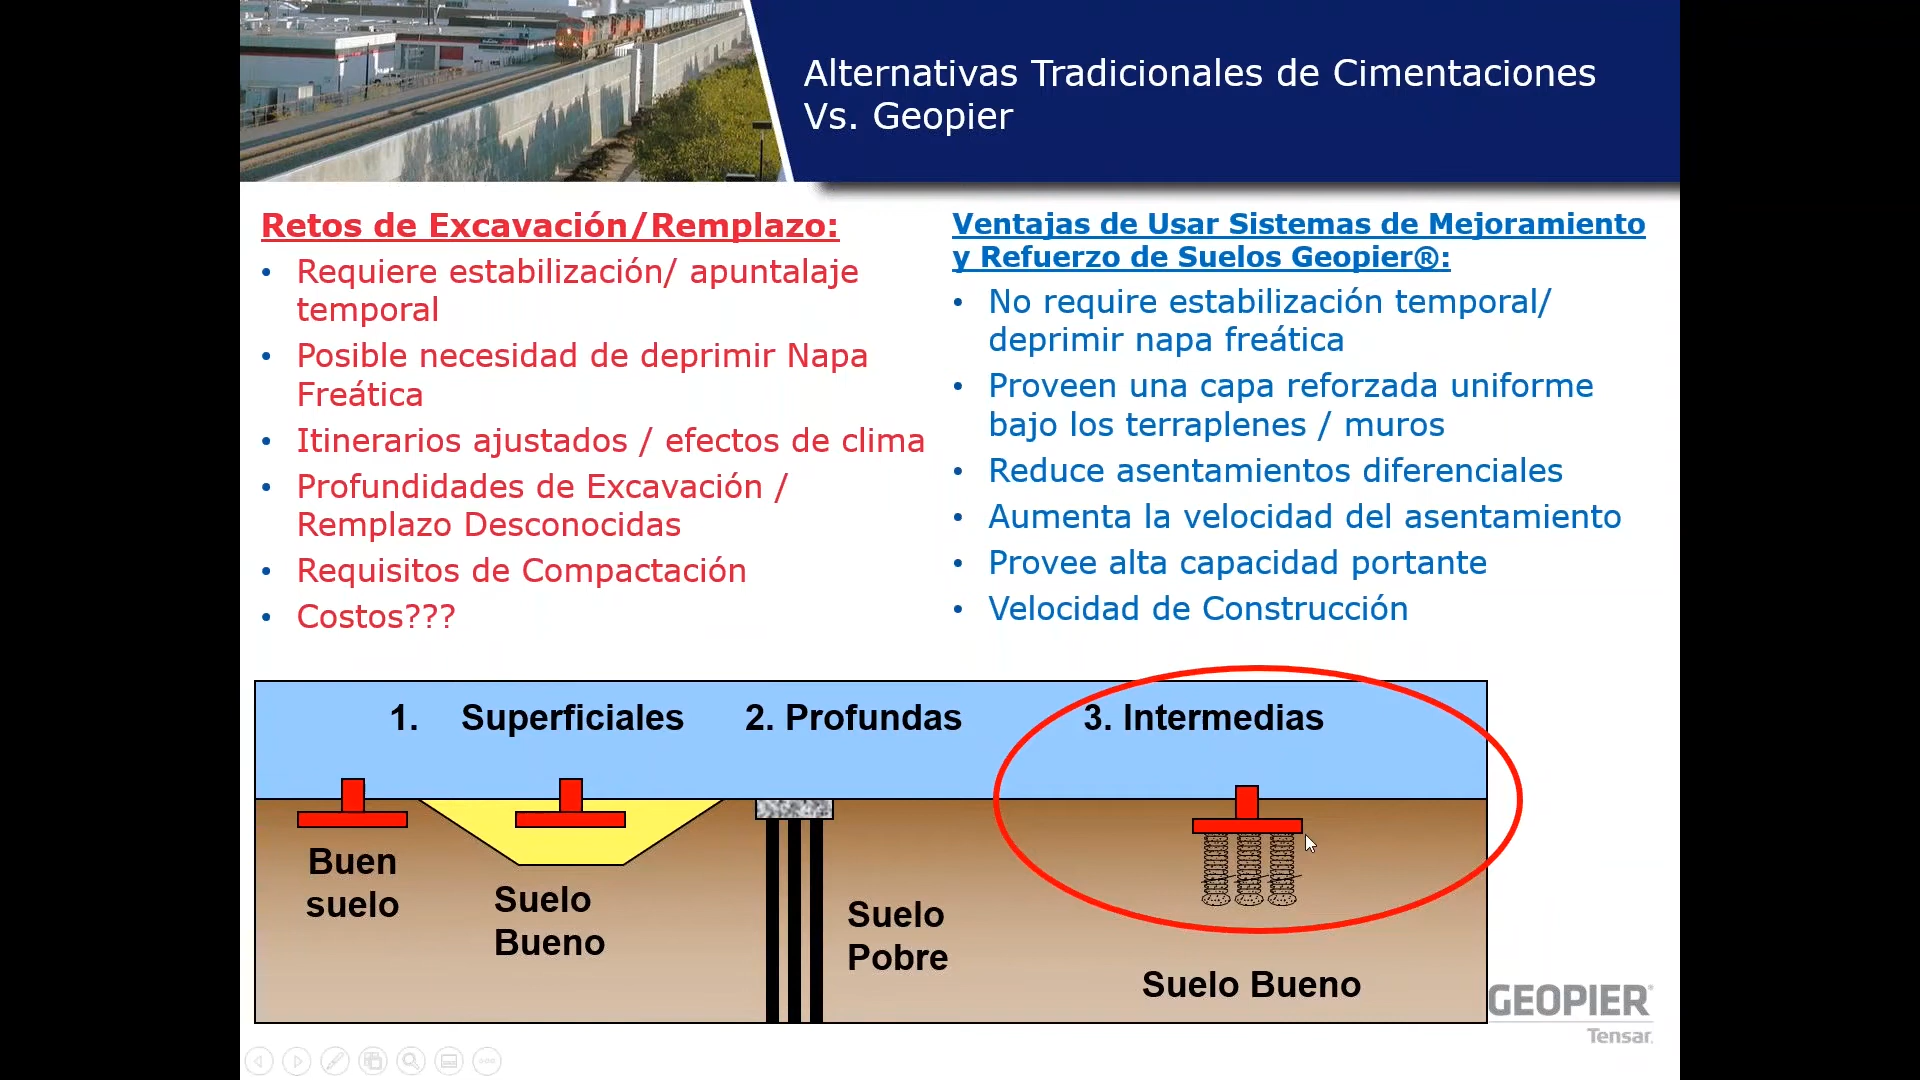 Alternativas Tradicionales de Cimentaciones
Vs. Geopier
Retos de Excavación/Remplazo:
• Requiere estabilización/ apuntalaje
temporal
• Posible necesidad de deprimir Napa
Freática
• Itinerarios ajustados / efectos de clima
• Profundidades de Excavación /
Remplazo Desconocidas
• Requisitos de Compactación
• Costos???
Ventajas de Usar Sistemas de Mejoramiento
y Refuerzo de Suelos Geopier®:
• No require estabilización temporal/
deprimir napa freática
• Proveen una capa reforzada uniforme
bajo los terraplenes / muros
• Reduce asentamientos diferenciales
• Aumenta la velocidad del asentamiento
• Provee alta capacidad portante
• Velocidad de Construcción
1. Superficiales
2. Profundas
3. Intermedias
Buen
suelo
Suelo
Bueno
Suelo
Pobre
Suelo Bueno
GEOPIER®
Tensar.